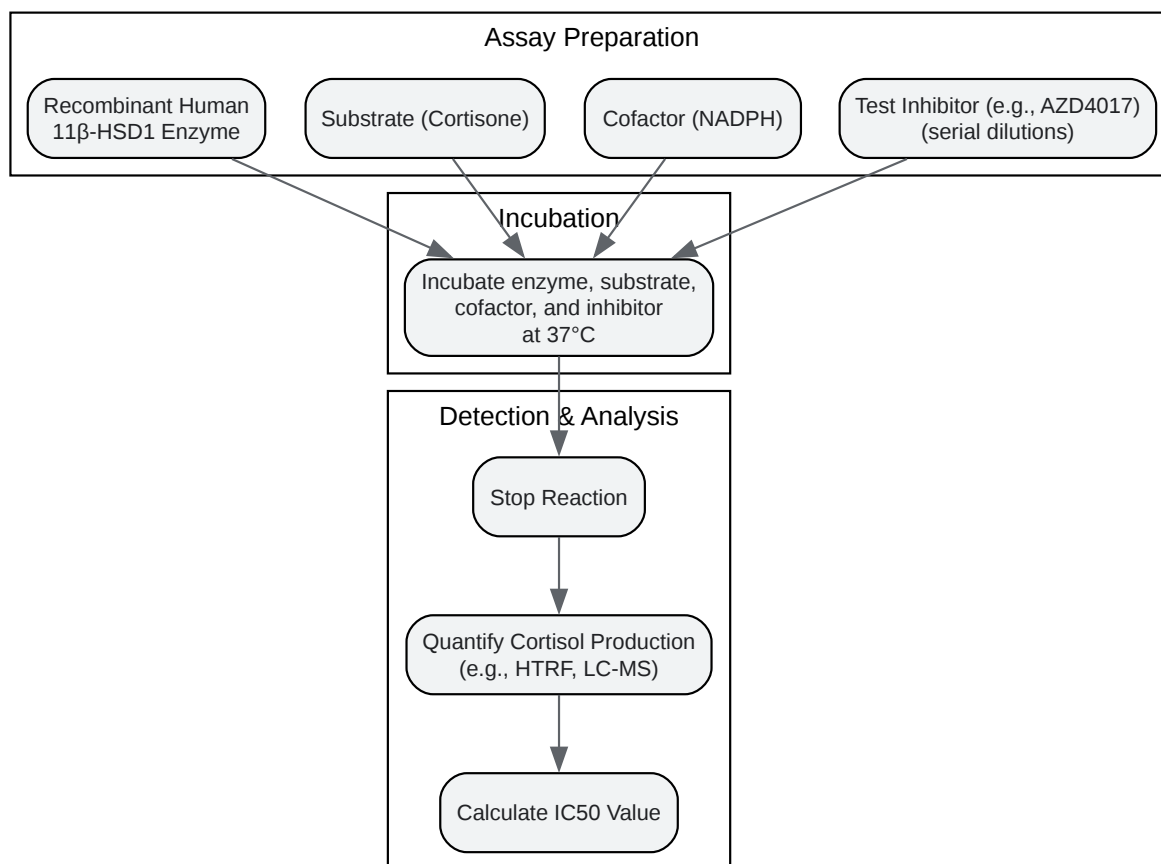 Assay Preparation
Recombinant Human
11β-HSD1 Enzyme
Substrate (Cortisone)
Cofactor (NADPH)
Test Inhibitor (e.g., AZD4017)
(serial dilutions)
Incubation
Incubate enzyme, substrate,
cofactor, and inhibitor
at 37°C
Detection & Analysis
Stop Reaction
Quantify Cortisol Production
(e.g., HTRF, LC-MS)
Calculate IC50 Value